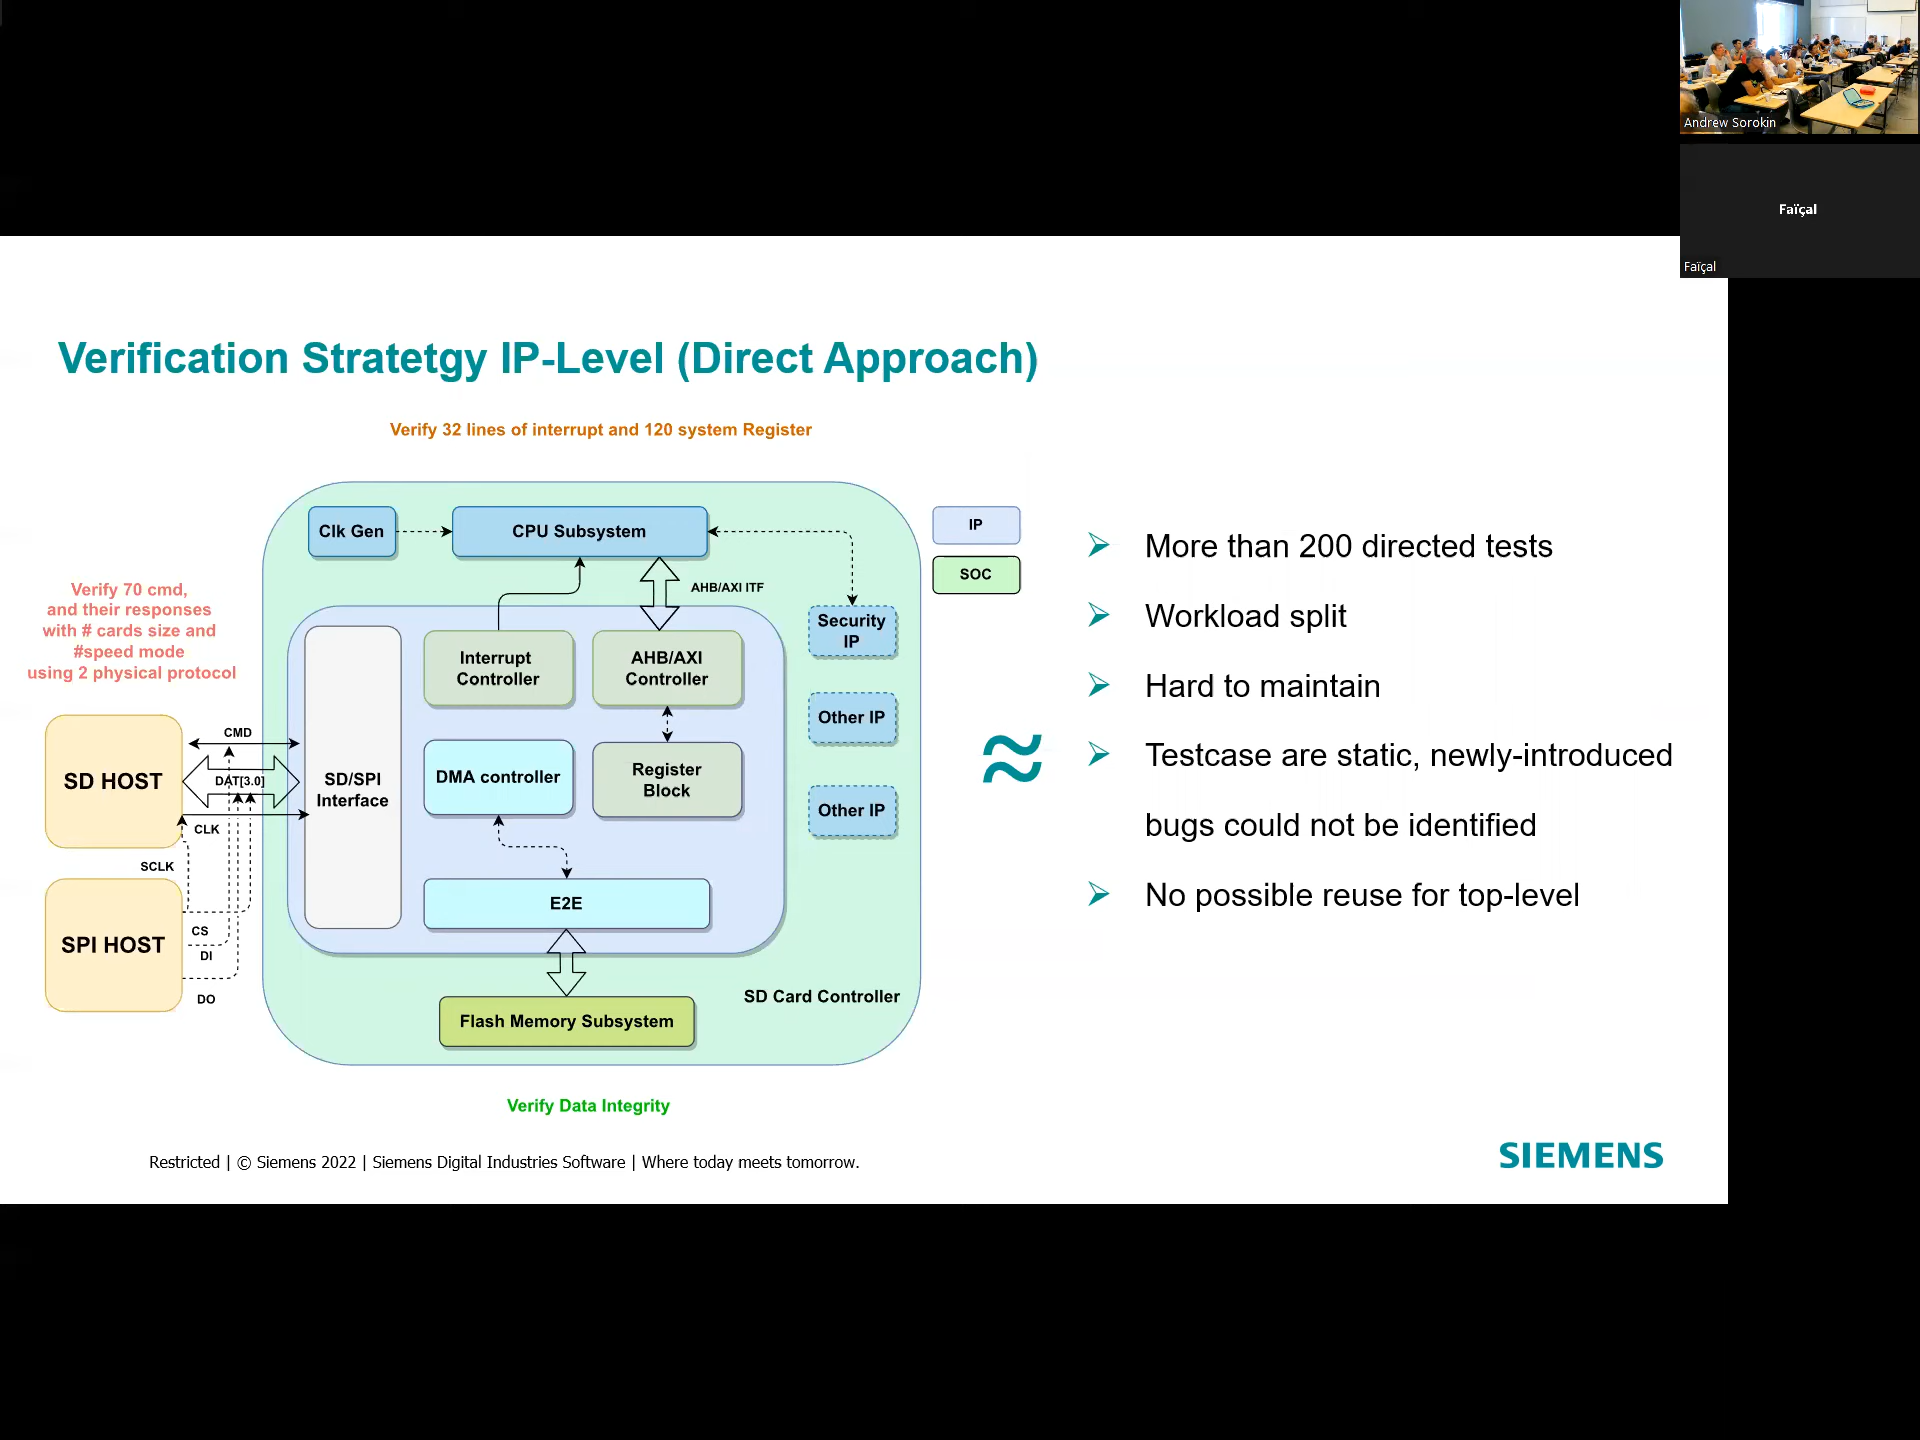 Andrew Sorokin
Faïçal
Faïçal
Verification Stratetgy IP-Level (Direct Approach)
Verify 32 lines of interrupt and 120 system Register
Clk Gen
CPU Subsystem
IP
SOC
AHB/AXI ITF
Verify 70 cmd,
and their responses
with # cards size and
#speed mode
using 2 physical protocol
Security
IP
Interrupt
Controller
AHB/AXI
Controller
Other IP
CMD
SD HOST
DAT[3.0]
SD/SPI
Interface
DMA controller
Register
Block
Other IP
CLK
SCLK
SPI HOST
CS
DI
DO
E2E
SD Card Controller
Flash Memory Subsystem
≈
More than 200 directed tests
Workload split
Hard to maintain
Testcase are static, newly-introduced
bugs could not be identified
No possible reuse for top-level
Verify Data Integrity
Restricted | © Siemens 2022 | Siemens Digital Industries Software | Where today meets tomorrow.
SIEMENS